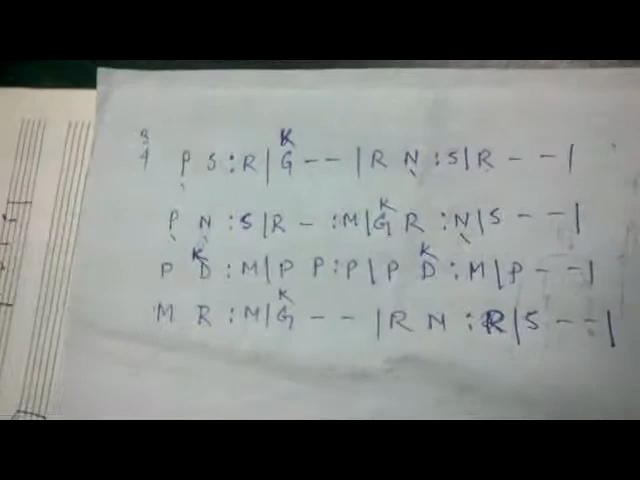 3/4 P S : R | G - - | R N : S | R - - |
P N : S | R - : M | G R : N | S - - |
P D : M | P P : P | P D : M | P - - |
M R : M | G - - | R M : R | S - - |